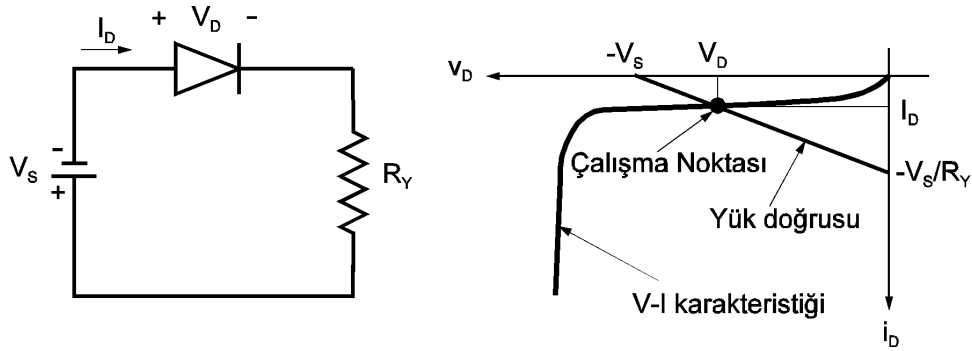 + V_D -
I_D
V_S
-
+
R_Y
-V_S
V_D
v_D
I_D
Çalışma Noktası
-V_S/R_Y
Yük doğrusu
V-I karakteristiği
i_D